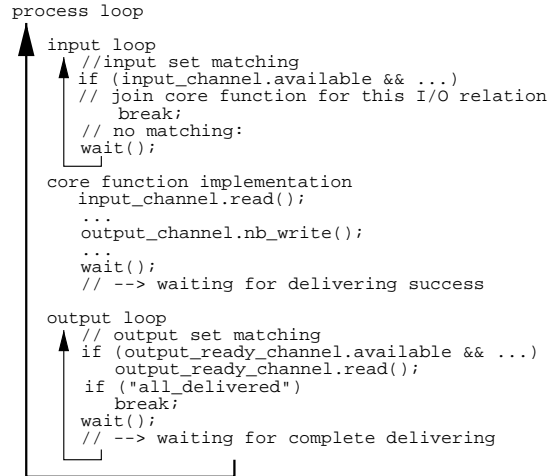 process loop
input loop
//input set matching
if (input_channel.available && ...)
// join core function for this I/O relation
break;
// no matching:
wait();
core function implementation
input_channel.read();
...
output_channel.nb_write();
...
wait();
// --> waiting for delivering success
output loop
// output set matching
if (output_ready_channel.available && ...)
output_ready_channel.read();
if ("all_delivered")
break;
wait();
// --> waiting for complete delivering